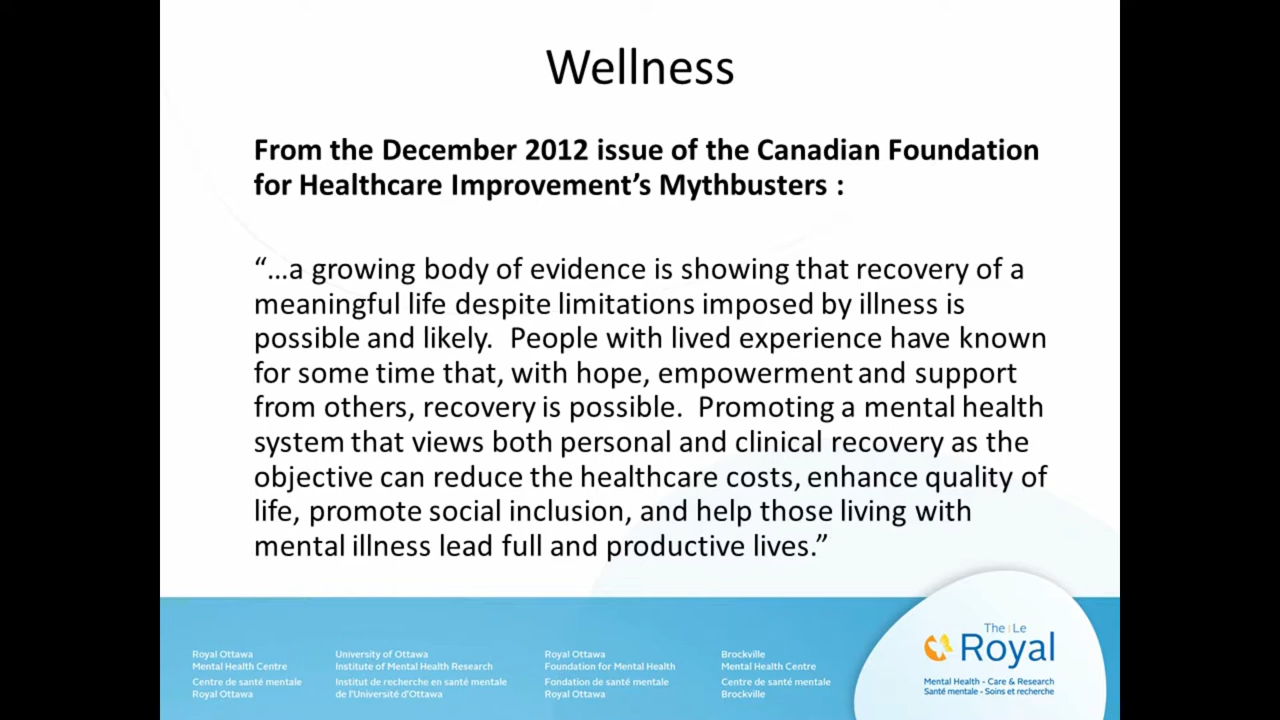 Wellness
From the December 2012 issue of the Canadian Foundation
for Healthcare Improvement’s Mythbusters :
“…a growing body of evidence is showing that recovery of a
meaningful life despite limitations imposed by illness is
possible and likely.  People with lived experience have known
for some time that, with hope, empowerment and support
from others, recovery is possible.  Promoting a mental health
system that views both personal and clinical recovery as the
objective can reduce the healthcare costs, enhance quality of
life, promote social inclusion, and help those living with
mental illness lead full and productive lives.”
Royal Ottawa
Mental Health Centre
Centre de santé mentale
Royal Ottawa
University of Ottawa
Institute of Mental Health Research
Institut de recherche en santé mentale
de l'Université d'Ottawa
Royal Ottawa
Foundation for Mental Health
Fondation de santé mentale
Royal Ottawa
Brockville
Mental Health Centre
Centre de santé mentale
Brockville
The | Le
Royal
Mental Health - Care & Research
Santé mentale - Soins et recherche